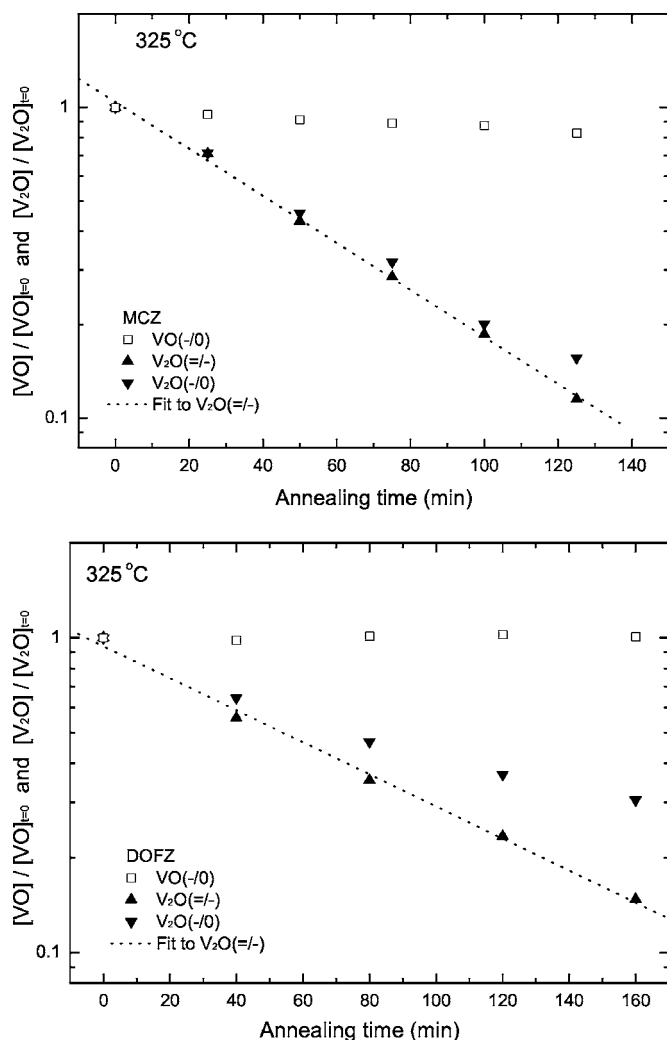 325 °C
1
0.1
[VO] / [VO]t=0 and [V₂O] / [V₂O]t=0
MCZ
VO(-/0)
V₂O(=/-)
V₂O(-/0)
Fit to V₂O(=/-)
0 20 40 60 80 100 120 140
Annealing time (min)
325 °C
1
0.1
[VO] / [VO]t=0 and [V₂O] / [V₂O]t=0
DOFZ
VO(-/0)
V₂O(=/-)
V₂O(-/0)
Fit to V₂O(=/-)
0 20 40 60 80 100 120 140 160
Annealing time (min)